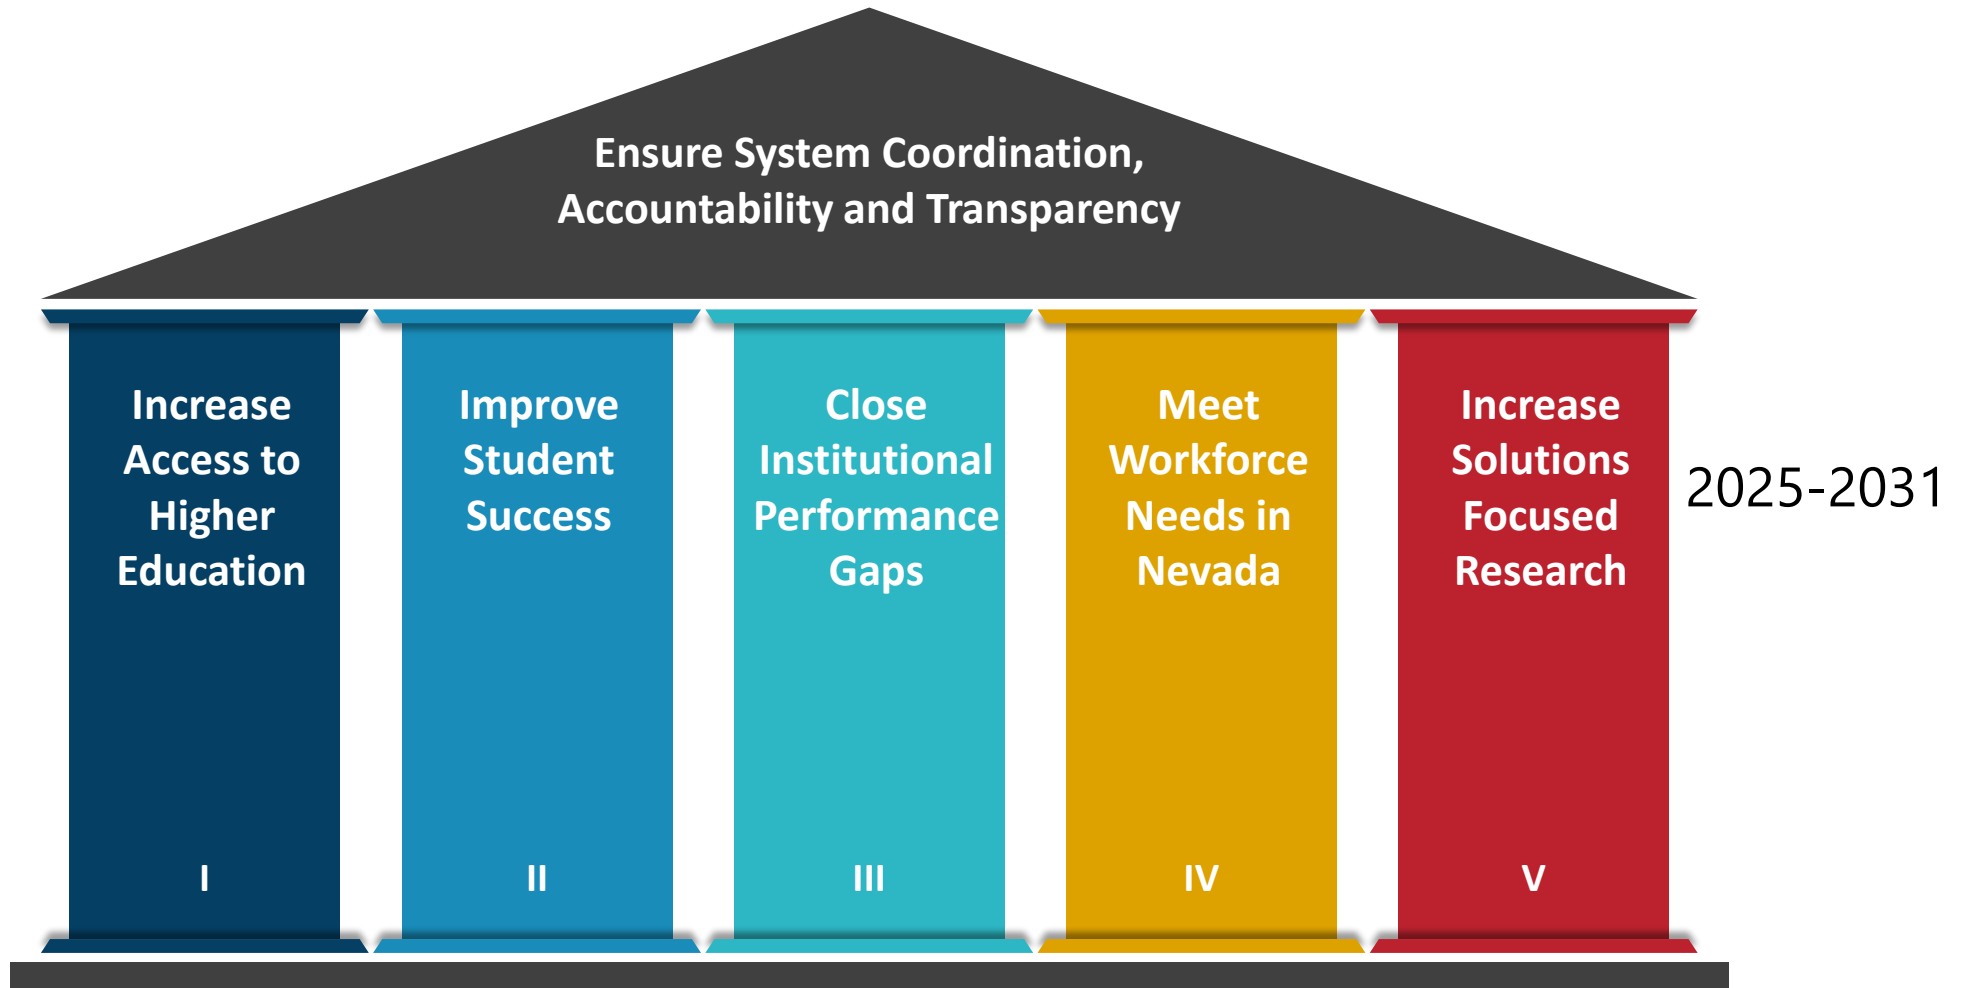 Ensure System Coordination,
Accountability and Transparency
Increase
Access to
Higher
Education
I
Improve
Student
Success
II
Close
Institutional
Performance
Gaps
III
Meet
Workforce
Needs in
Nevada
IV
Increase
Solutions
Focused
Research
V
2025-2031